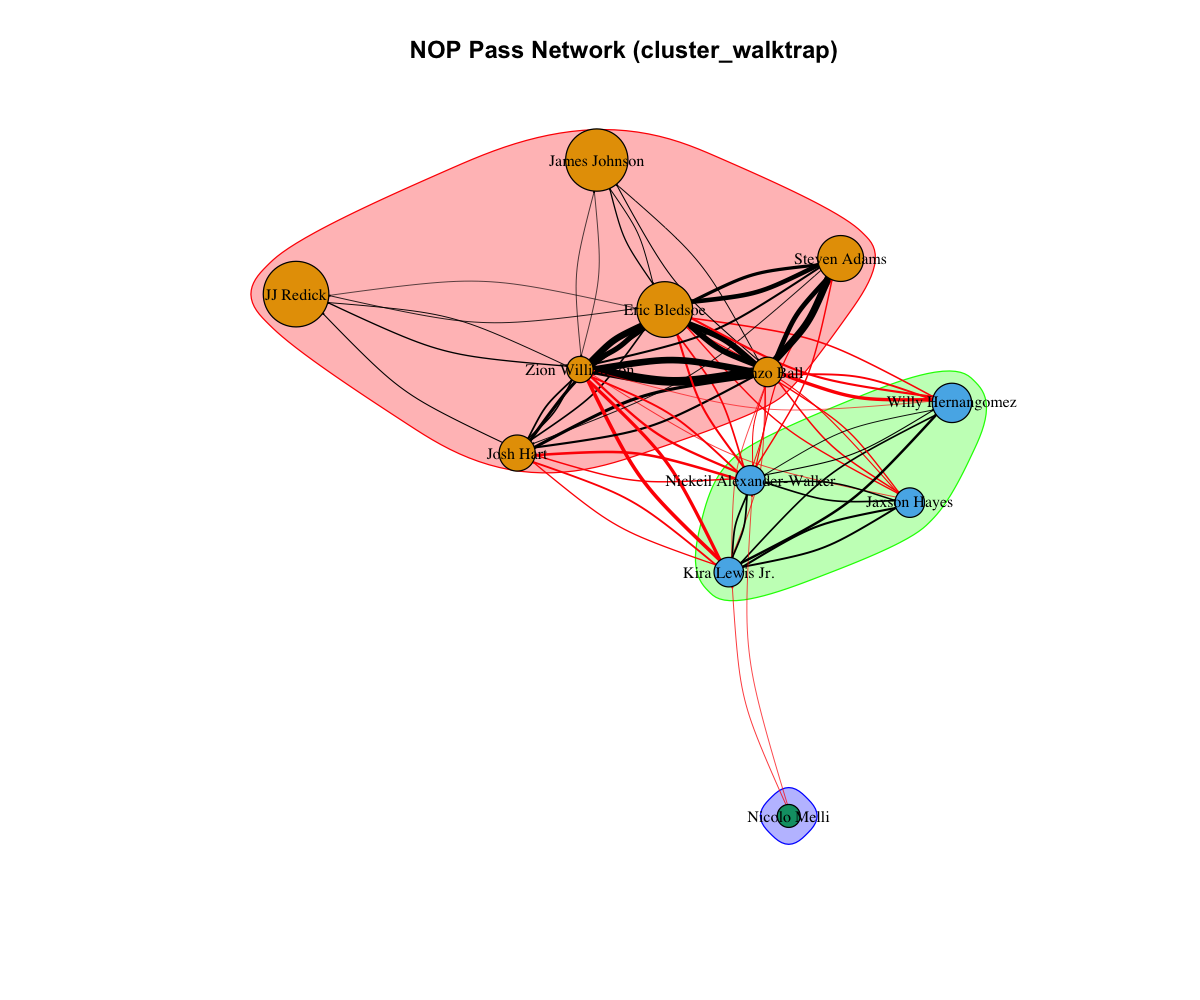 NOP Pass Network (cluster_walktrap)
James Johnson
Steven Adams
JJ Redick
Eric Bledsoe
Zion Williamson
Lonzo Ball
Willy Hernangomez
Josh Hart
Nickeil Alexander-Walker
Jaxson Hayes
Kira Lewis Jr.
Nicolo Melli